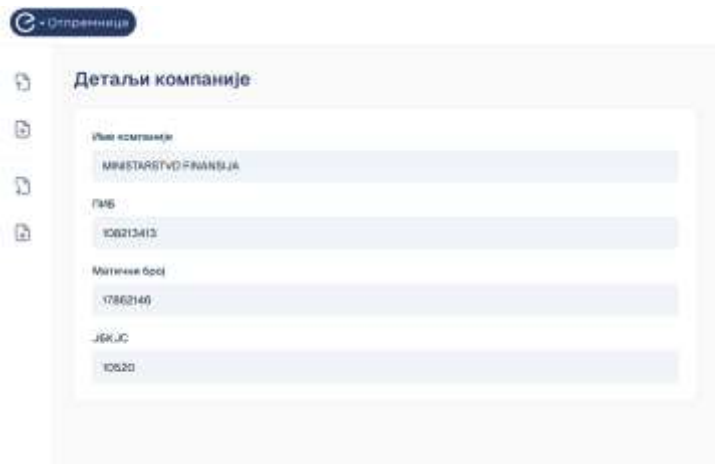 е-Отпремница
Детаљи компаније
Име компаније
MINISTARSTVO FINANSIJA
ПИБ
108213413
Матични број
17862146
ЈБКЈС
10520